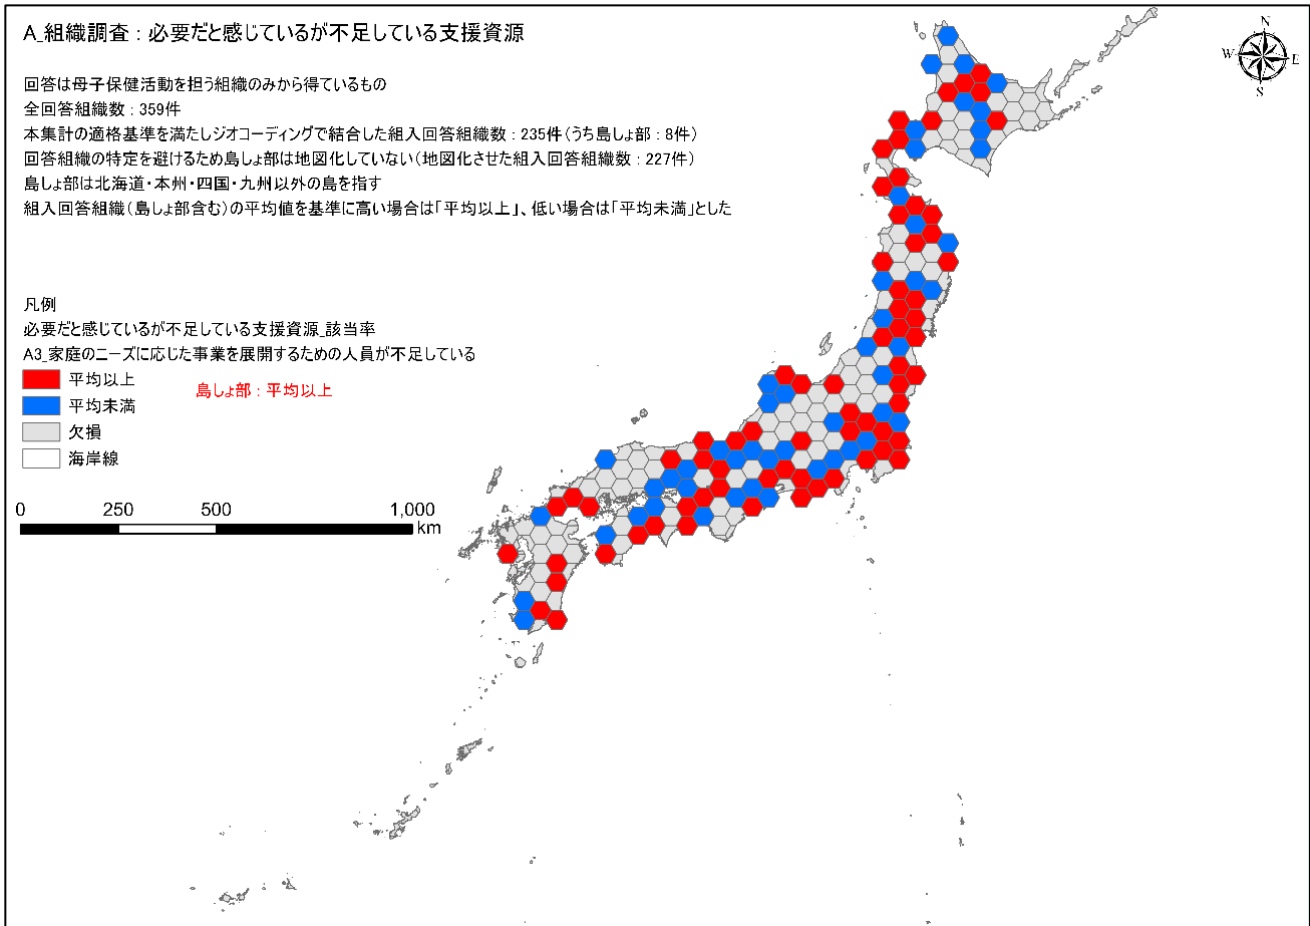 A_組織調査：必要だと感じているが不足している支援資源
回答は母子保健活動を担う組織のみから得ているもの
全回答組織数：359件
本集計の適格基準を満たしジオコーディングで結合した組入回答組織数：235件（うち島しょ部：8件）
回答組織の特定を避けるため島しょ部は地図化していない（地図化させた組入回答組織数：227件）
島しょ部は北海道・本州・四国・九州以外の島を指す
組入回答組織（島しょ部含む）の平均値を基準に高い場合は「平均以上」、低い場合は「平均未満」とした
N
W
E
S
凡例
必要だと感じているが不足している支援資源_該当率
A3_家庭のニーズに応じた事業を展開するための人員が不足している
平均以上
島しょ部：平均以上
平均未満
欠損
海岸線
0 250 500 1,000
km